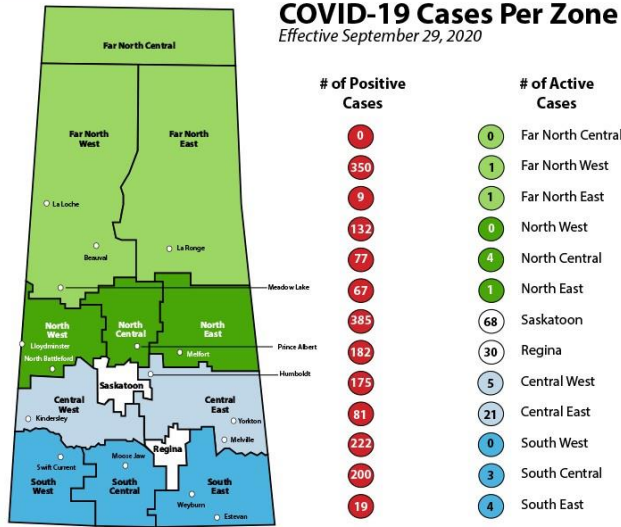 COVID-19 Cases Per Zone
Effective September 29, 2020
# of Positive
Cases
# of Active
Cases
0 0 Far North Central
350 1 Far North West
9 1 Far North East
132 0 North West
77 4 North Central
67 1 North East
385 68 Saskatoon
182 30 Regina
175 5 Central West
81 21 Central East
222 0 South West
200 3 South Central
19 4 South East
Far North Central
Far North
West
Far North
East
La Loche
Beauval
La Ronge
Meadow Lake
North
West
North
Central
North
East
Lloydminster
Prince Albert
North Battleford
Melfort
Humboldt
Saskatoon
Central
West
Central
East
Kindersley
Yorkton
Melville
Regina
Swift Current
Moose Jaw
South
West
South
Central
South
East
Weyburn
Estevan